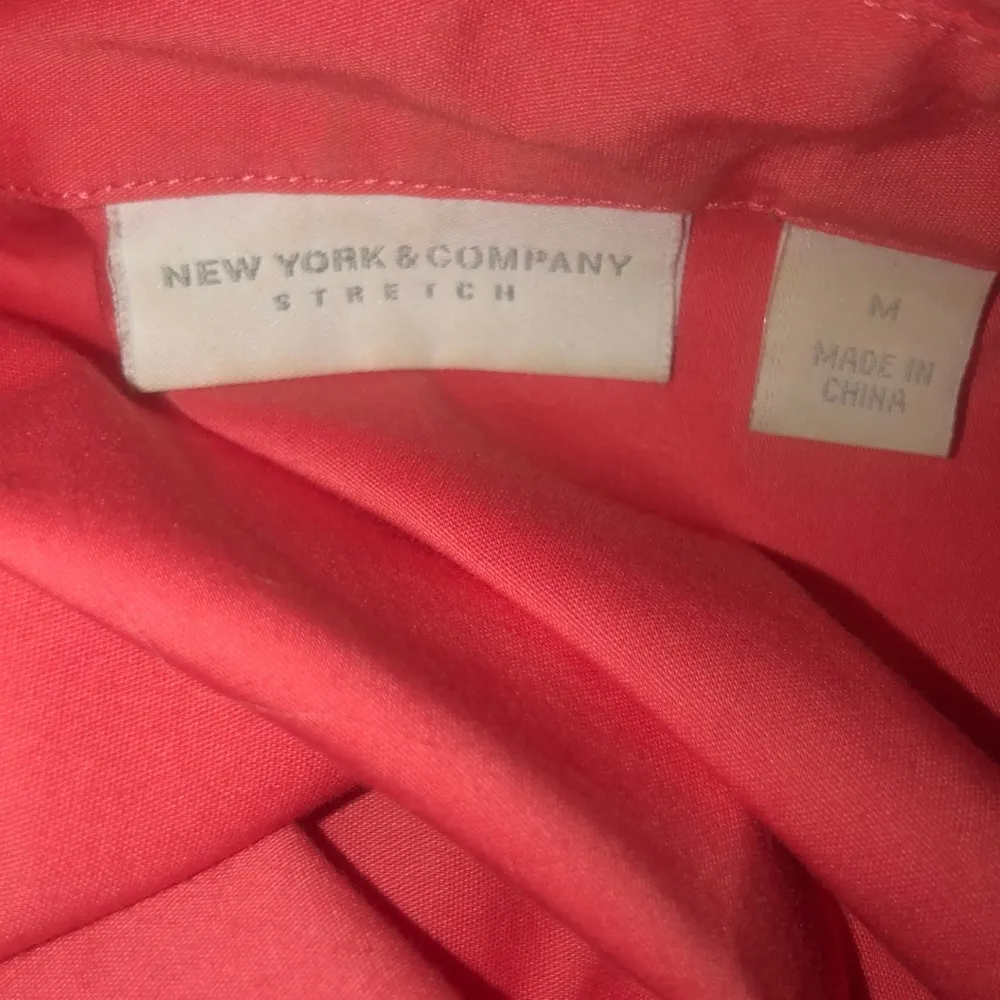 NEW YORK & COMPANY
STRETCH
M
MADE IN
CHINA